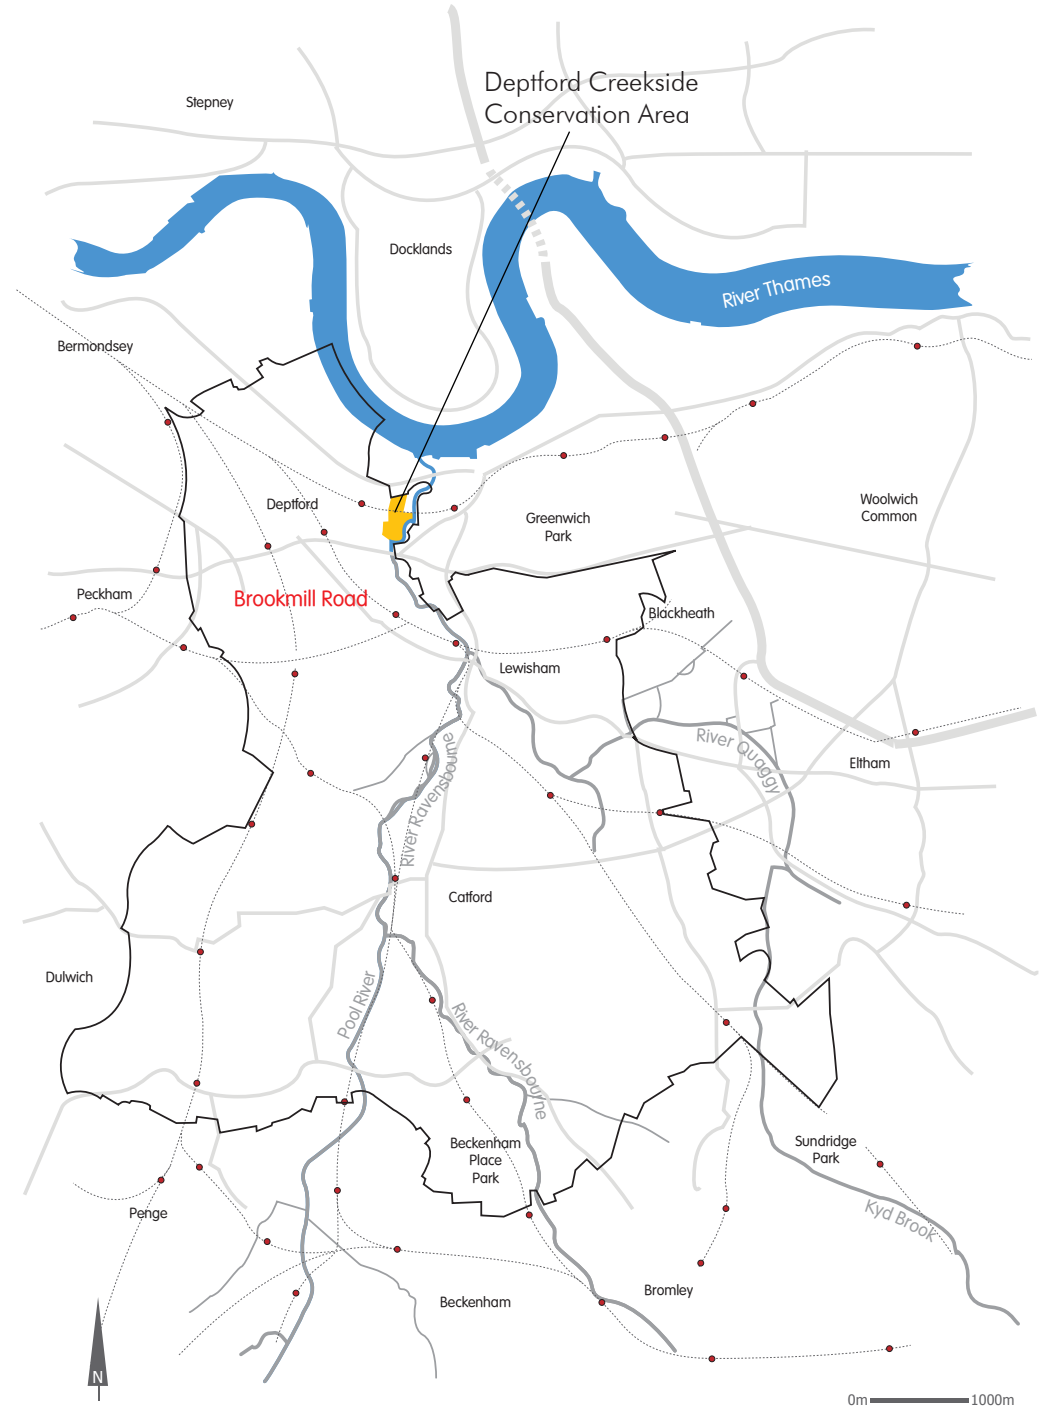 Deptford Creekside
Conservation Area
Stepney
Docklands
River Thames
Bermondsey
Deptford
Greenwich
Park
Woolwich
Common
Peckham
Brookmill Road
Blackheath
Lewisham
River Quaggy
Eltham
River Ravensbourne
Catford
Dulwich
Pool River
River Ravensbourne
Beckenham
Place
Park
Sundridge
Park
Penge
Kyd Brook
Bromley
Beckenham
N
0m
1000m